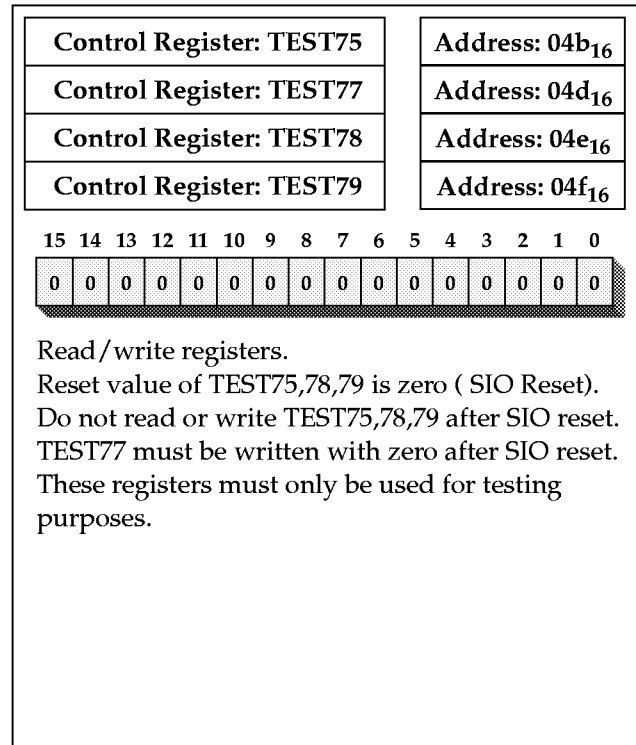 Control Register: TEST75 Address: 04b₁₆
Control Register: TEST77 Address: 04d₁₆
Control Register: TEST78 Address: 04e₁₆
Control Register: TEST79 Address: 04f₁₆
15 14 13 12 11 10 9 8 7 6 5 4 3 2 1 0
0 0 0 0 0 0 0 0 0 0 0 0 0 0 0 0
Read/write registers.
Reset value of TEST75,78,79 is zero ( SIO Reset).
Do not read or write TEST75,78,79 after SIO reset.
TEST77 must be written with zero after SIO reset.
These registers must only be used for testing
purposes.